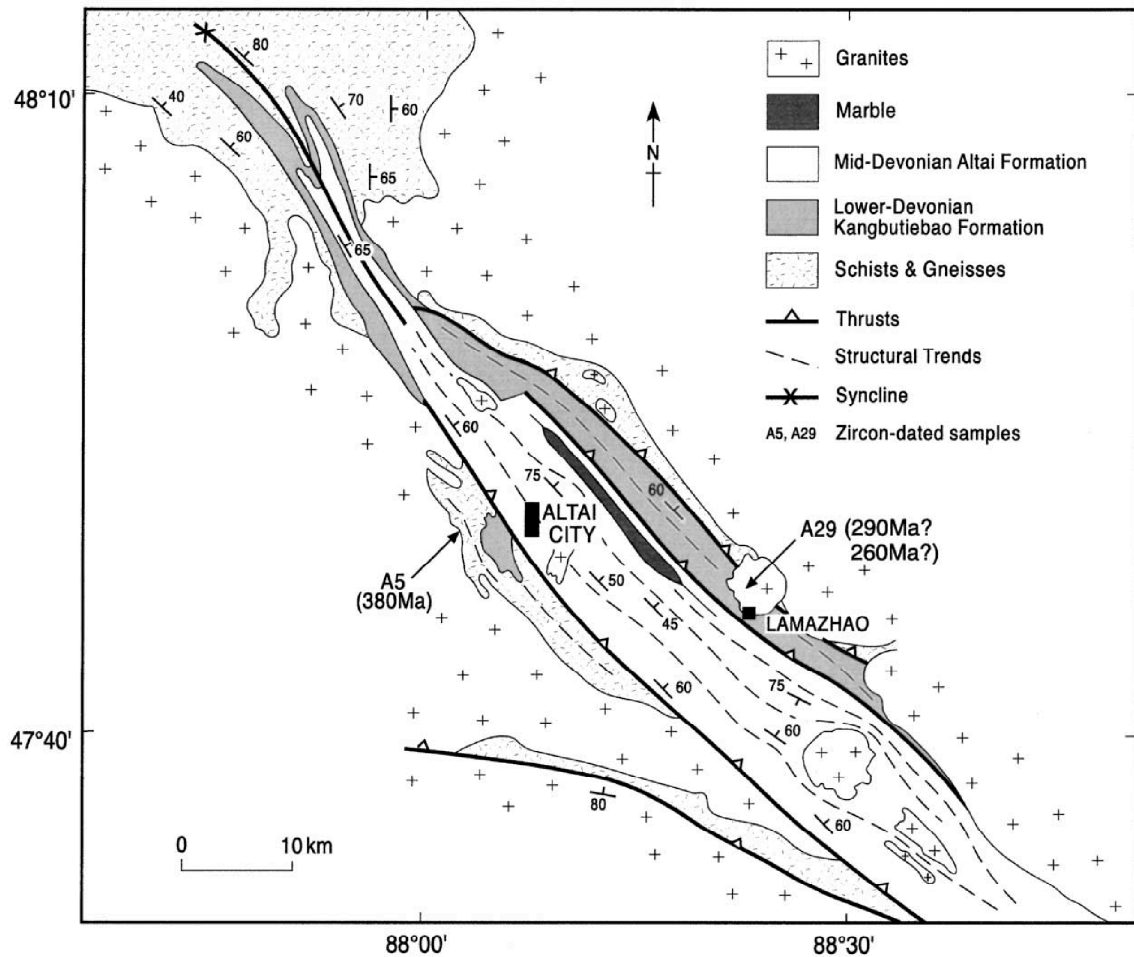 Granites
Marble
Mid-Devonian Altai Formation
Lower-Devonian
Kangbutiebao Formation
Schists & Gneisses
Thrusts
Structural Trends
Syncline
A5, A29 Zircon-dated samples
N
48°10'
47°40'
88°00'
88°30'
80
40
70
60
60
65
65
60
75
60
ALTAI
CITY
A29 (290Ma?
260Ma?)
A5
(380Ma)
50
45
LAMAZHAO
60
75
60
80
60
0 10 km